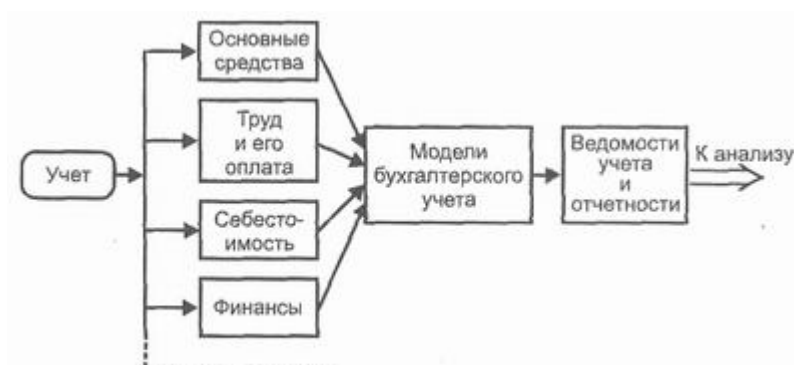 Основные
средства
Труд
и его
оплата
Учет
Себесто-
имость
Финансы
Модели
бухгалтерского
учета
Ведомости
учета
и
отчетности
К анализу